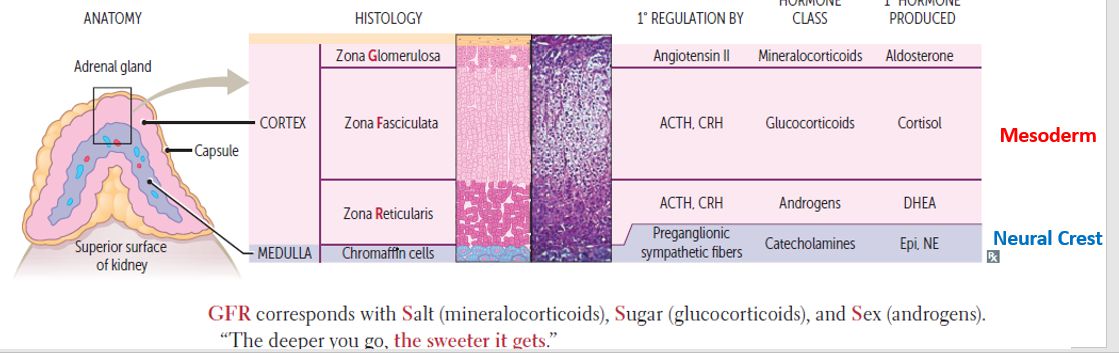 ANATOMY
HISTOLOGY
1° REGULATION BY
HORMONE
CLASS
1° HORMONE
PRODUCED
Adrenal gland
Capsule
Superior surface
of kidney
CORTEX
Zona Glomerulosa
Angiotensin II
Mineralocorticoids
Aldosterone
Zona Fasciculata
ACTH, CRH
Glucocorticoids
Cortisol
Mesoderm
Zona Reticularis
ACTH, CRH
Androgens
DHEA
MEDULLA
Chromaffin cells
Preganglionic
sympathetic fibers
Catecholamines
Epi, NE
Neural Crest
Rx
GFR corresponds with Salt (mineralocorticoids), Sugar (glucocorticoids), and Sex (androgens).
“The deeper you go, the sweeter it gets.”